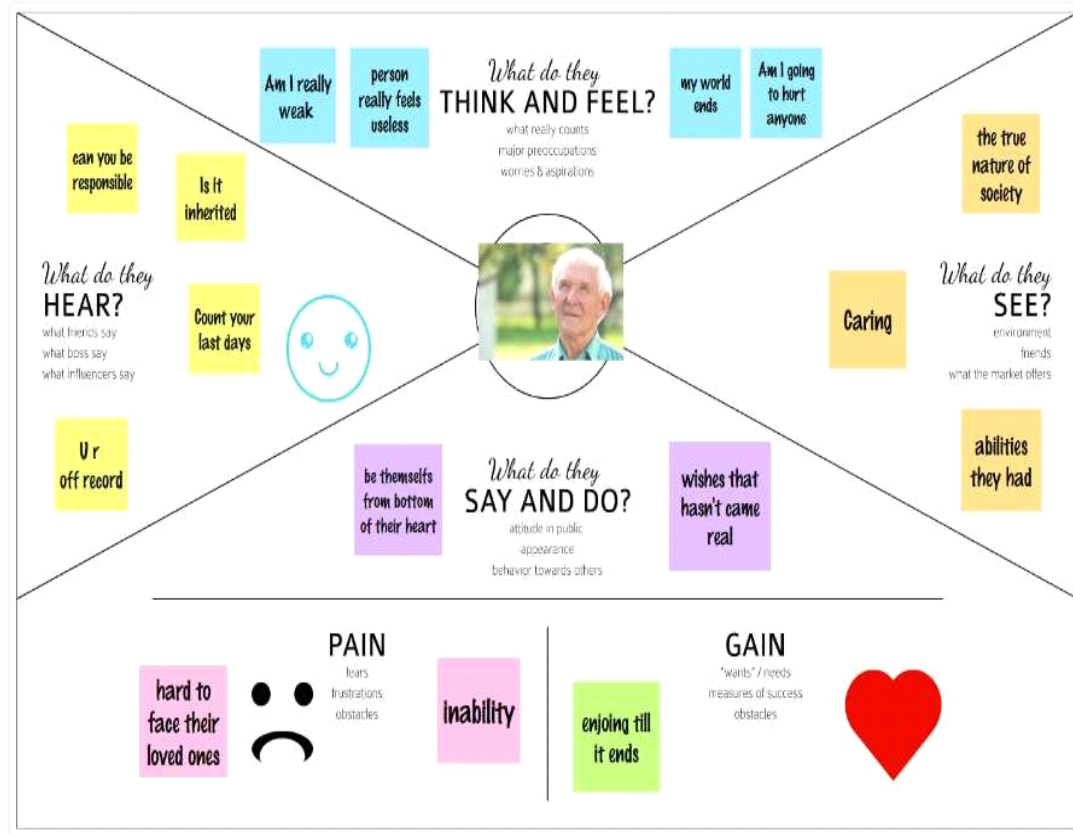 Am I really
weak
person
really feels
useless
What do they
THINK AND FEEL?
what really counts
major preoccupations
worries & aspirations
my world
ends
Am I going
to hurt
anyone
can you be
responsible
Is it
inherited
What do they
HEAR?
what friends say
what boss say
what influencers say
Count your
last days
U r
off record
the true
nature of
society
Caring
What do they
SEE?
environment
friends
what the market offers
abilities
they had
be themselfs
from bottom
of their heart
What do they
SAY AND DO?
attitude in public
appearance
behavior towards others
wishes that
hasn't came
real
PAIN
fears
frustrations
obstacles
hard to
face their
loved ones
inability
GAIN
"wants" / needs
measures of success
obstacles
enjoing till
it ends